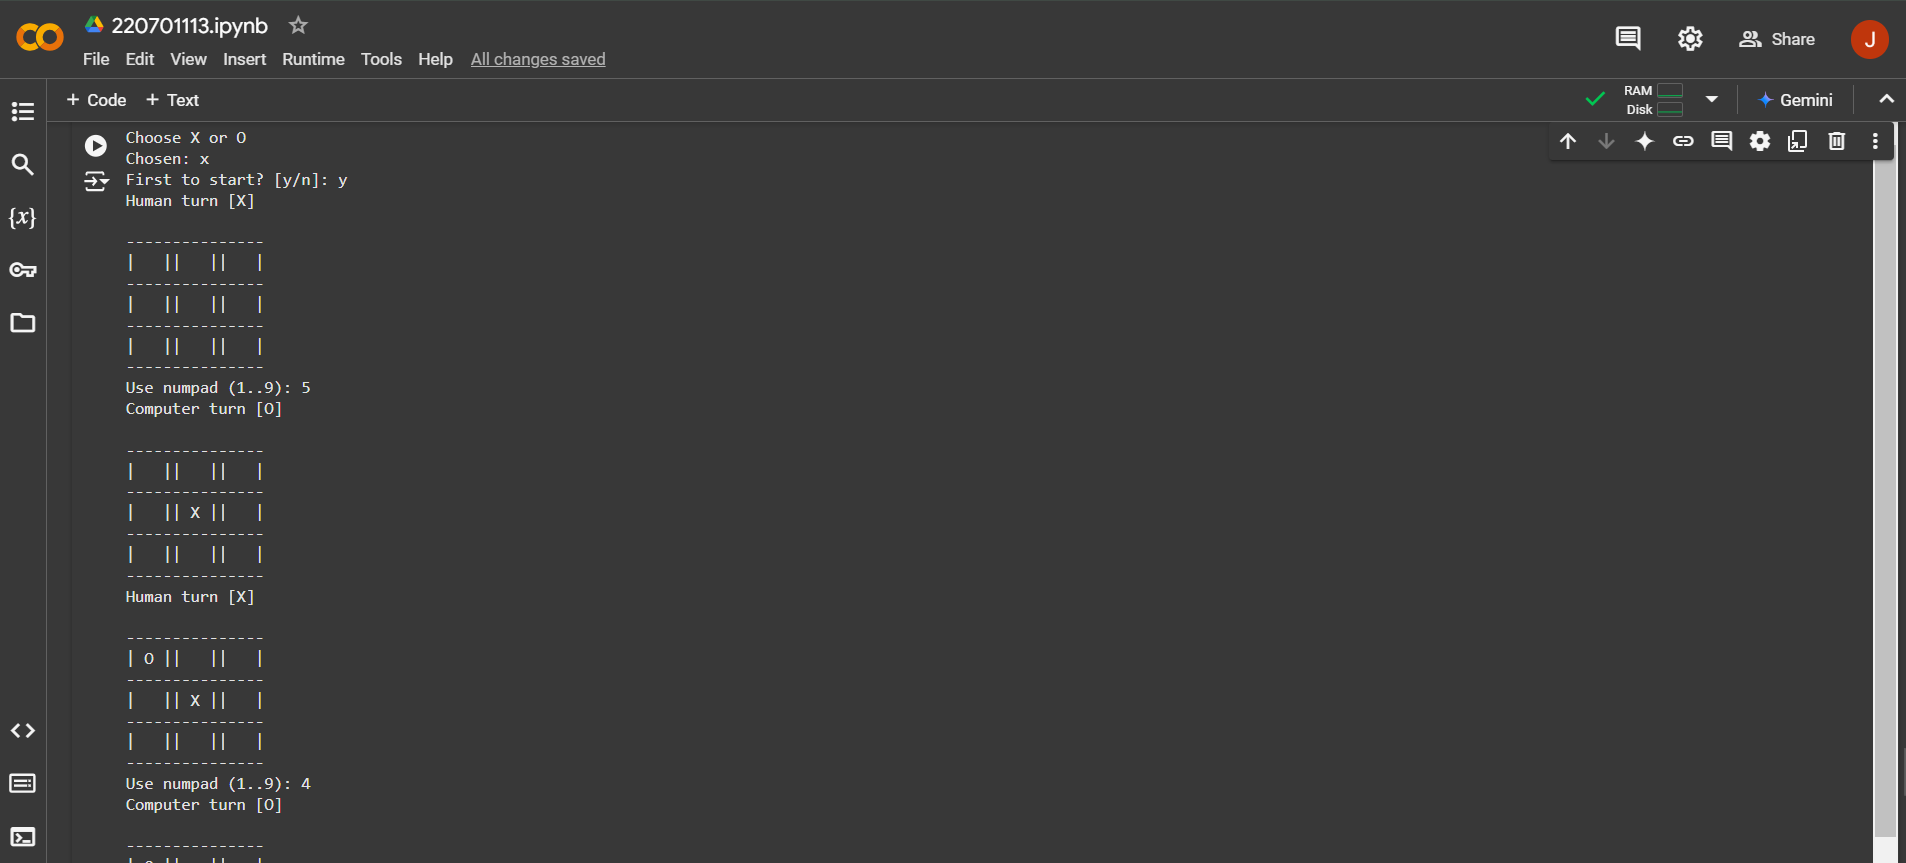 220701113.ipynb
File Edit View Insert Runtime Tools Help All changes saved
Share
J
+ Code + Text
RAM
Disk
Gemini
{x}
Choose X or O
Chosen: x
First to start? [y/n]: y
Human turn [X]
---------------
|   ||   ||   |
---------------
|   ||   ||   |
---------------
|   ||   ||   |
---------------
Use numpad (1..9): 5
Computer turn [O]
---------------
|   ||   ||   |
---------------
|   || X ||   |
---------------
|   ||   ||   |
---------------
Human turn [X]
---------------
| O ||   ||   |
---------------
|   || X ||   |
---------------
|   ||   ||   |
---------------
Use numpad (1..9): 4
Computer turn [O]
---------------